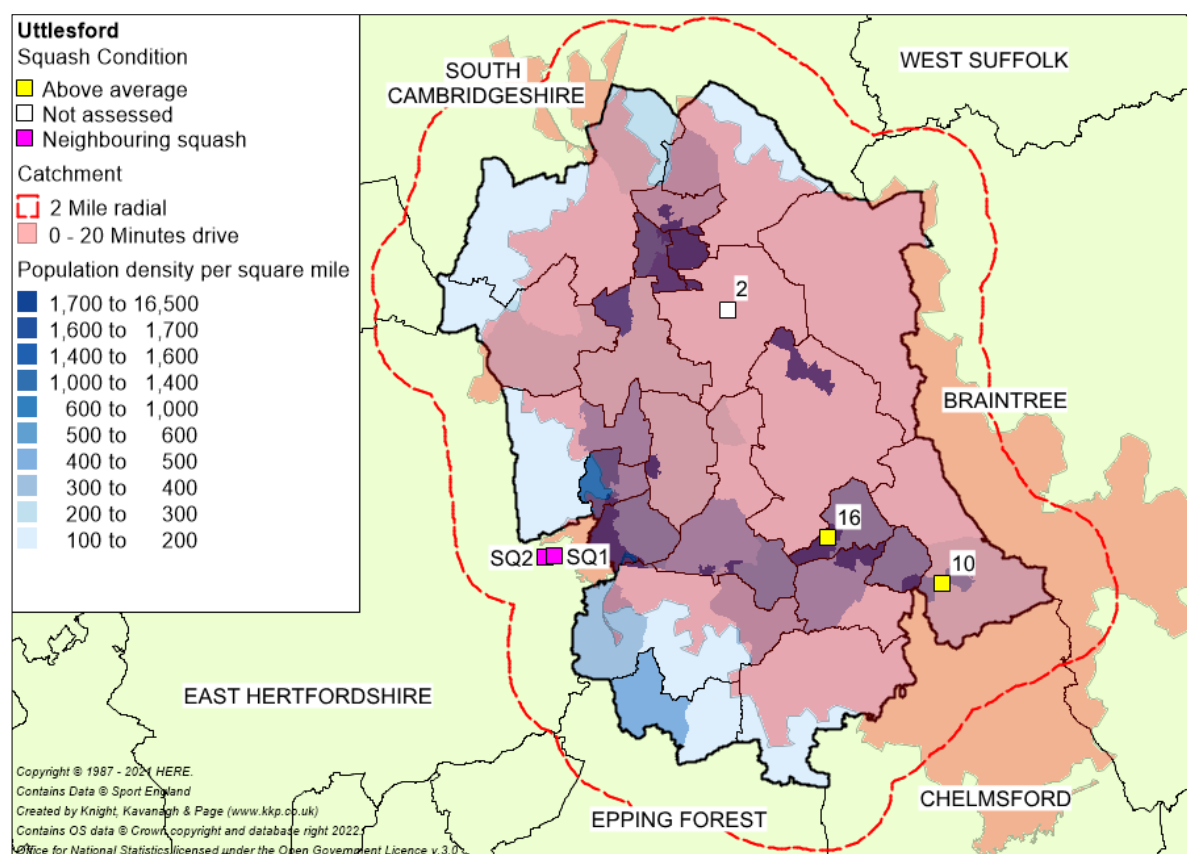 Uttlesford
Squash Condition
Above average
Not assessed
Neighbouring squash
Catchment
2 Mile radial
0 - 20 Minutes drive
Population density per square mile
1,700 to 16,500
1,600 to 1,700
1,400 to 1,600
1,000 to 1,400
600 to 1,000
500 to 600
400 to 500
300 to 400
200 to 300
100 to 200
SOUTH
CAMBRIDGESHIRE
WEST SUFFOLK
2
BRAINTREE
16
SQ2 SQ1
10
EAST HERTFORDSHIRE
CHELMSFORD
EPPING FOREST
Copyright © 1987 - 2021 HERE.
Contains Data © Sport England
Created by Knight, Kavanagh & Page (www.kkp.co.uk)
Contains OS data © Crown copyright and database right 2022.
Office for National Statistics licensed under the Open Government Licence v.3.0